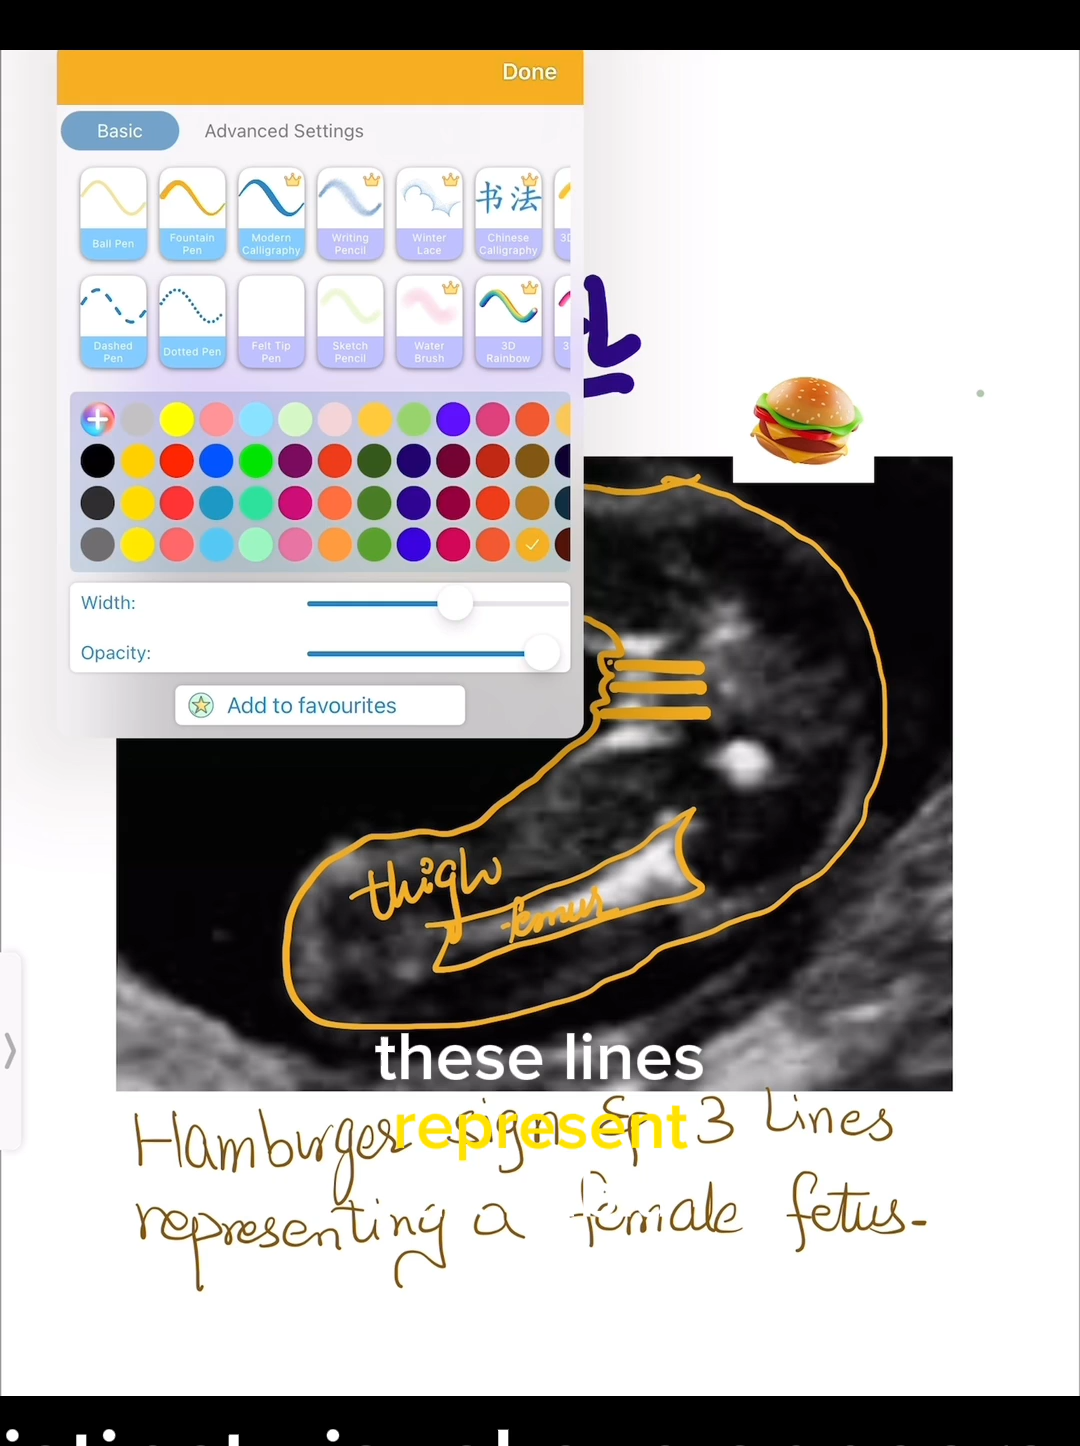 Done
Basic
Advanced Settings
Ball Pen
Fountain Pen
Modern Calligraphy
Writing Pencil
Winter Lace
书法
Chinese Calligraphy
3D
Dashed Pen
Dotted Pen
Felt Tip Pen
Sketch Pencil
Water Brush
3D Rainbow
Width:
Opacity:
Add to favourites
thigh
femur
these lines
represent
Hamburger sign & 3 Lines
representing a female fetus-